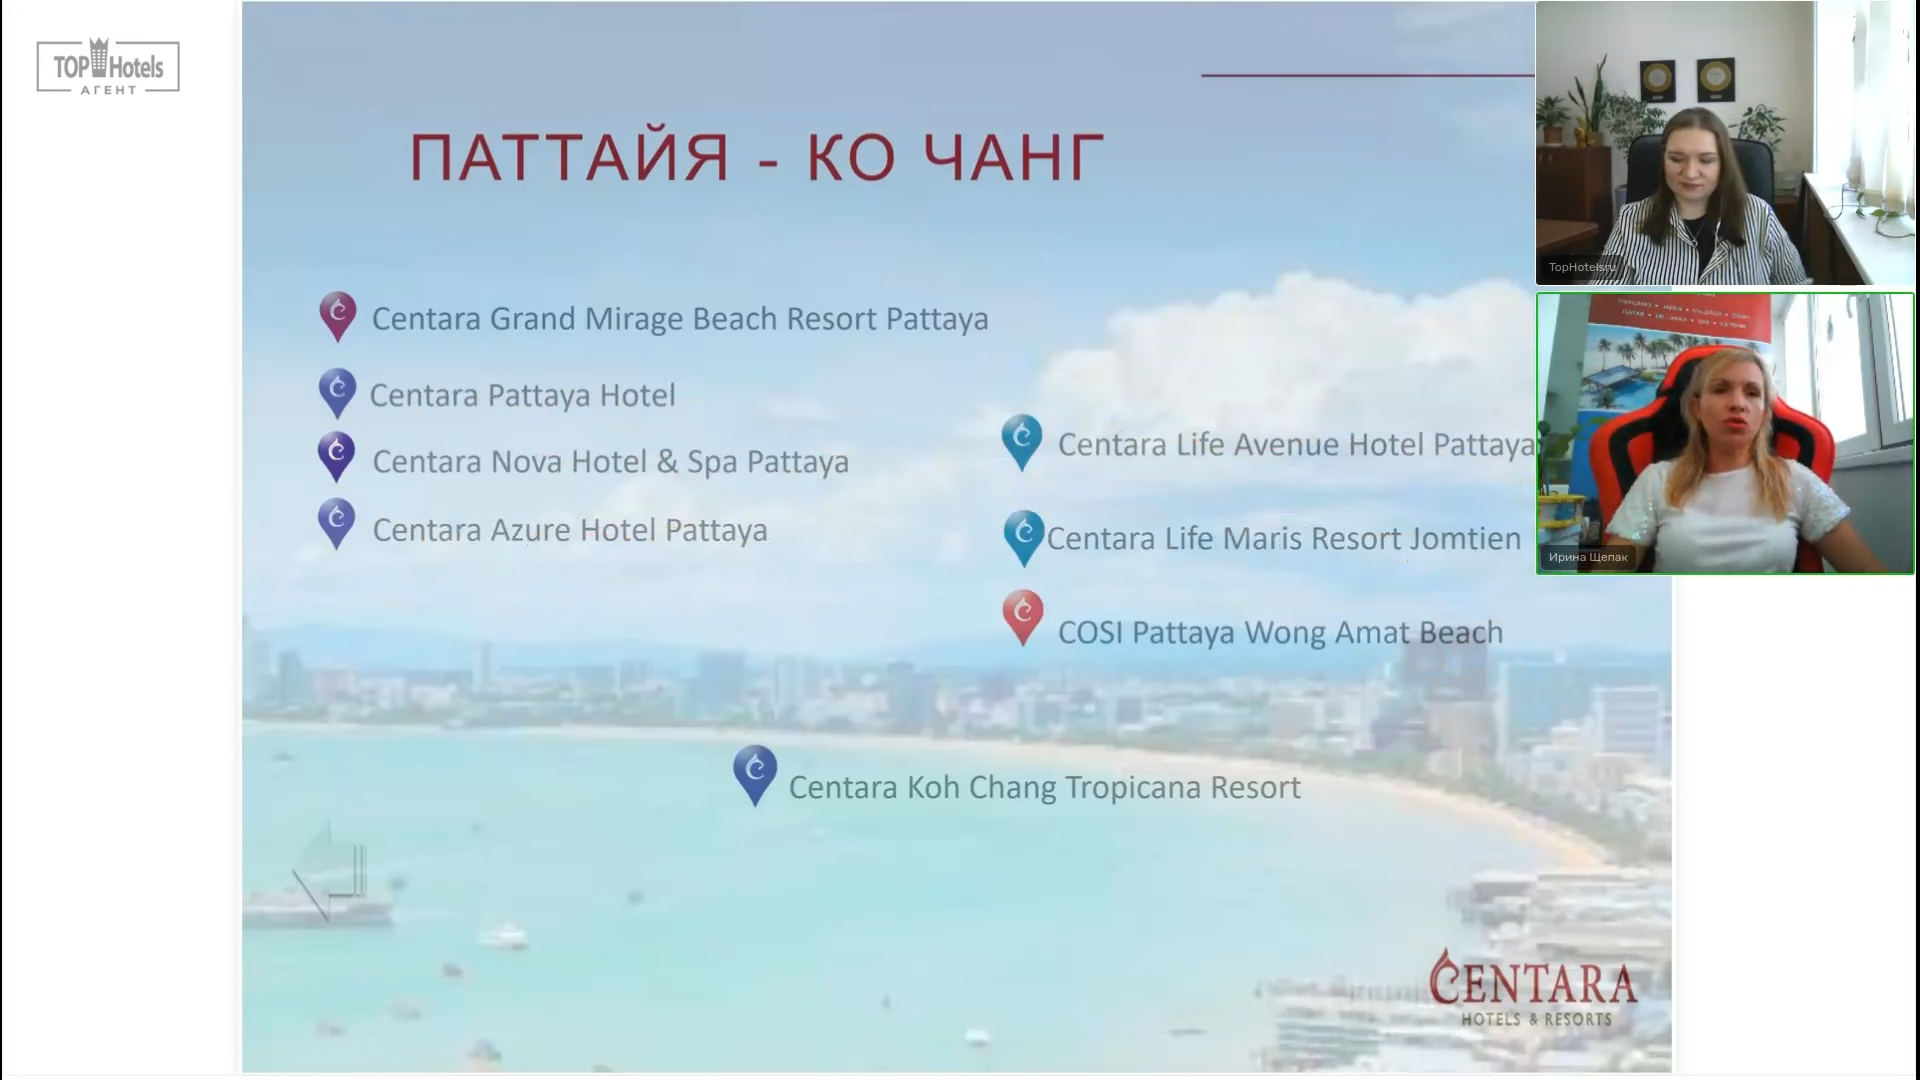 TOP Hotels
АГЕНТ
ПАТТАЙЯ - КО ЧАНГ
Centara Grand Mirage Beach Resort Pattaya
Centara Pattaya Hotel
Centara Nova Hotel & Spa Pattaya
Centara Azure Hotel Pattaya
Centara Life Avenue Hotel Pattaya
Centara Life Maris Resort Jomtien
COSI Pattaya Wong Amat Beach
Centara Koh Chang Tropicana Resort
CENTARA
HOTELS & RESORTS
TopHotelsru
Ирина Щепак